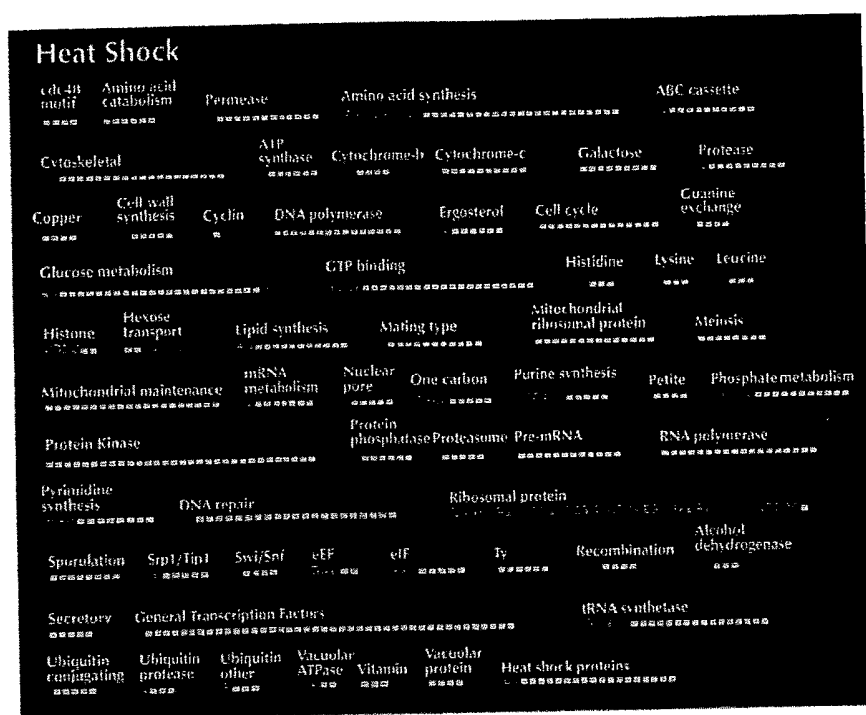 Heat Shock
cdc48 motif Amino acid catabolism Permease Amino acid synthesis ABC cassette
Cytoskeletal ATP synthase Cytochrome-b Cytochrome-c Galactose Protease
Copper Cell wall synthesis Cyclin DNA polymerase Ergosterol Cell cycle Guanine exchange
Glucose metabolism GTP binding Histidine Lysine Leucine
Histone Hexose transport Lipid synthesis Mating type Mitochondrial ribosomal protein Meiosis
Mitochondrial maintenance mRNA metabolism Nuclear pore One carbon Purine synthesis Petite Phosphate metabolism
Protein Kinase Protein phosphatase Proteasome Pre-mRNA RNA polymerase
Pyrimidine synthesis DNA repair Ribosomal protein
Sporulation Srp1/Tip1 Swi/Snf eEF eIF Ty Recombination Alcohol dehydrogenase
Secretory General Transcription Factors tRNA synthetase
Ubiquitin conjugating Ubiquitin protease Ubiquitin other Vacuolar ATPase Vitamin Vacuolar protein Heat shock proteins